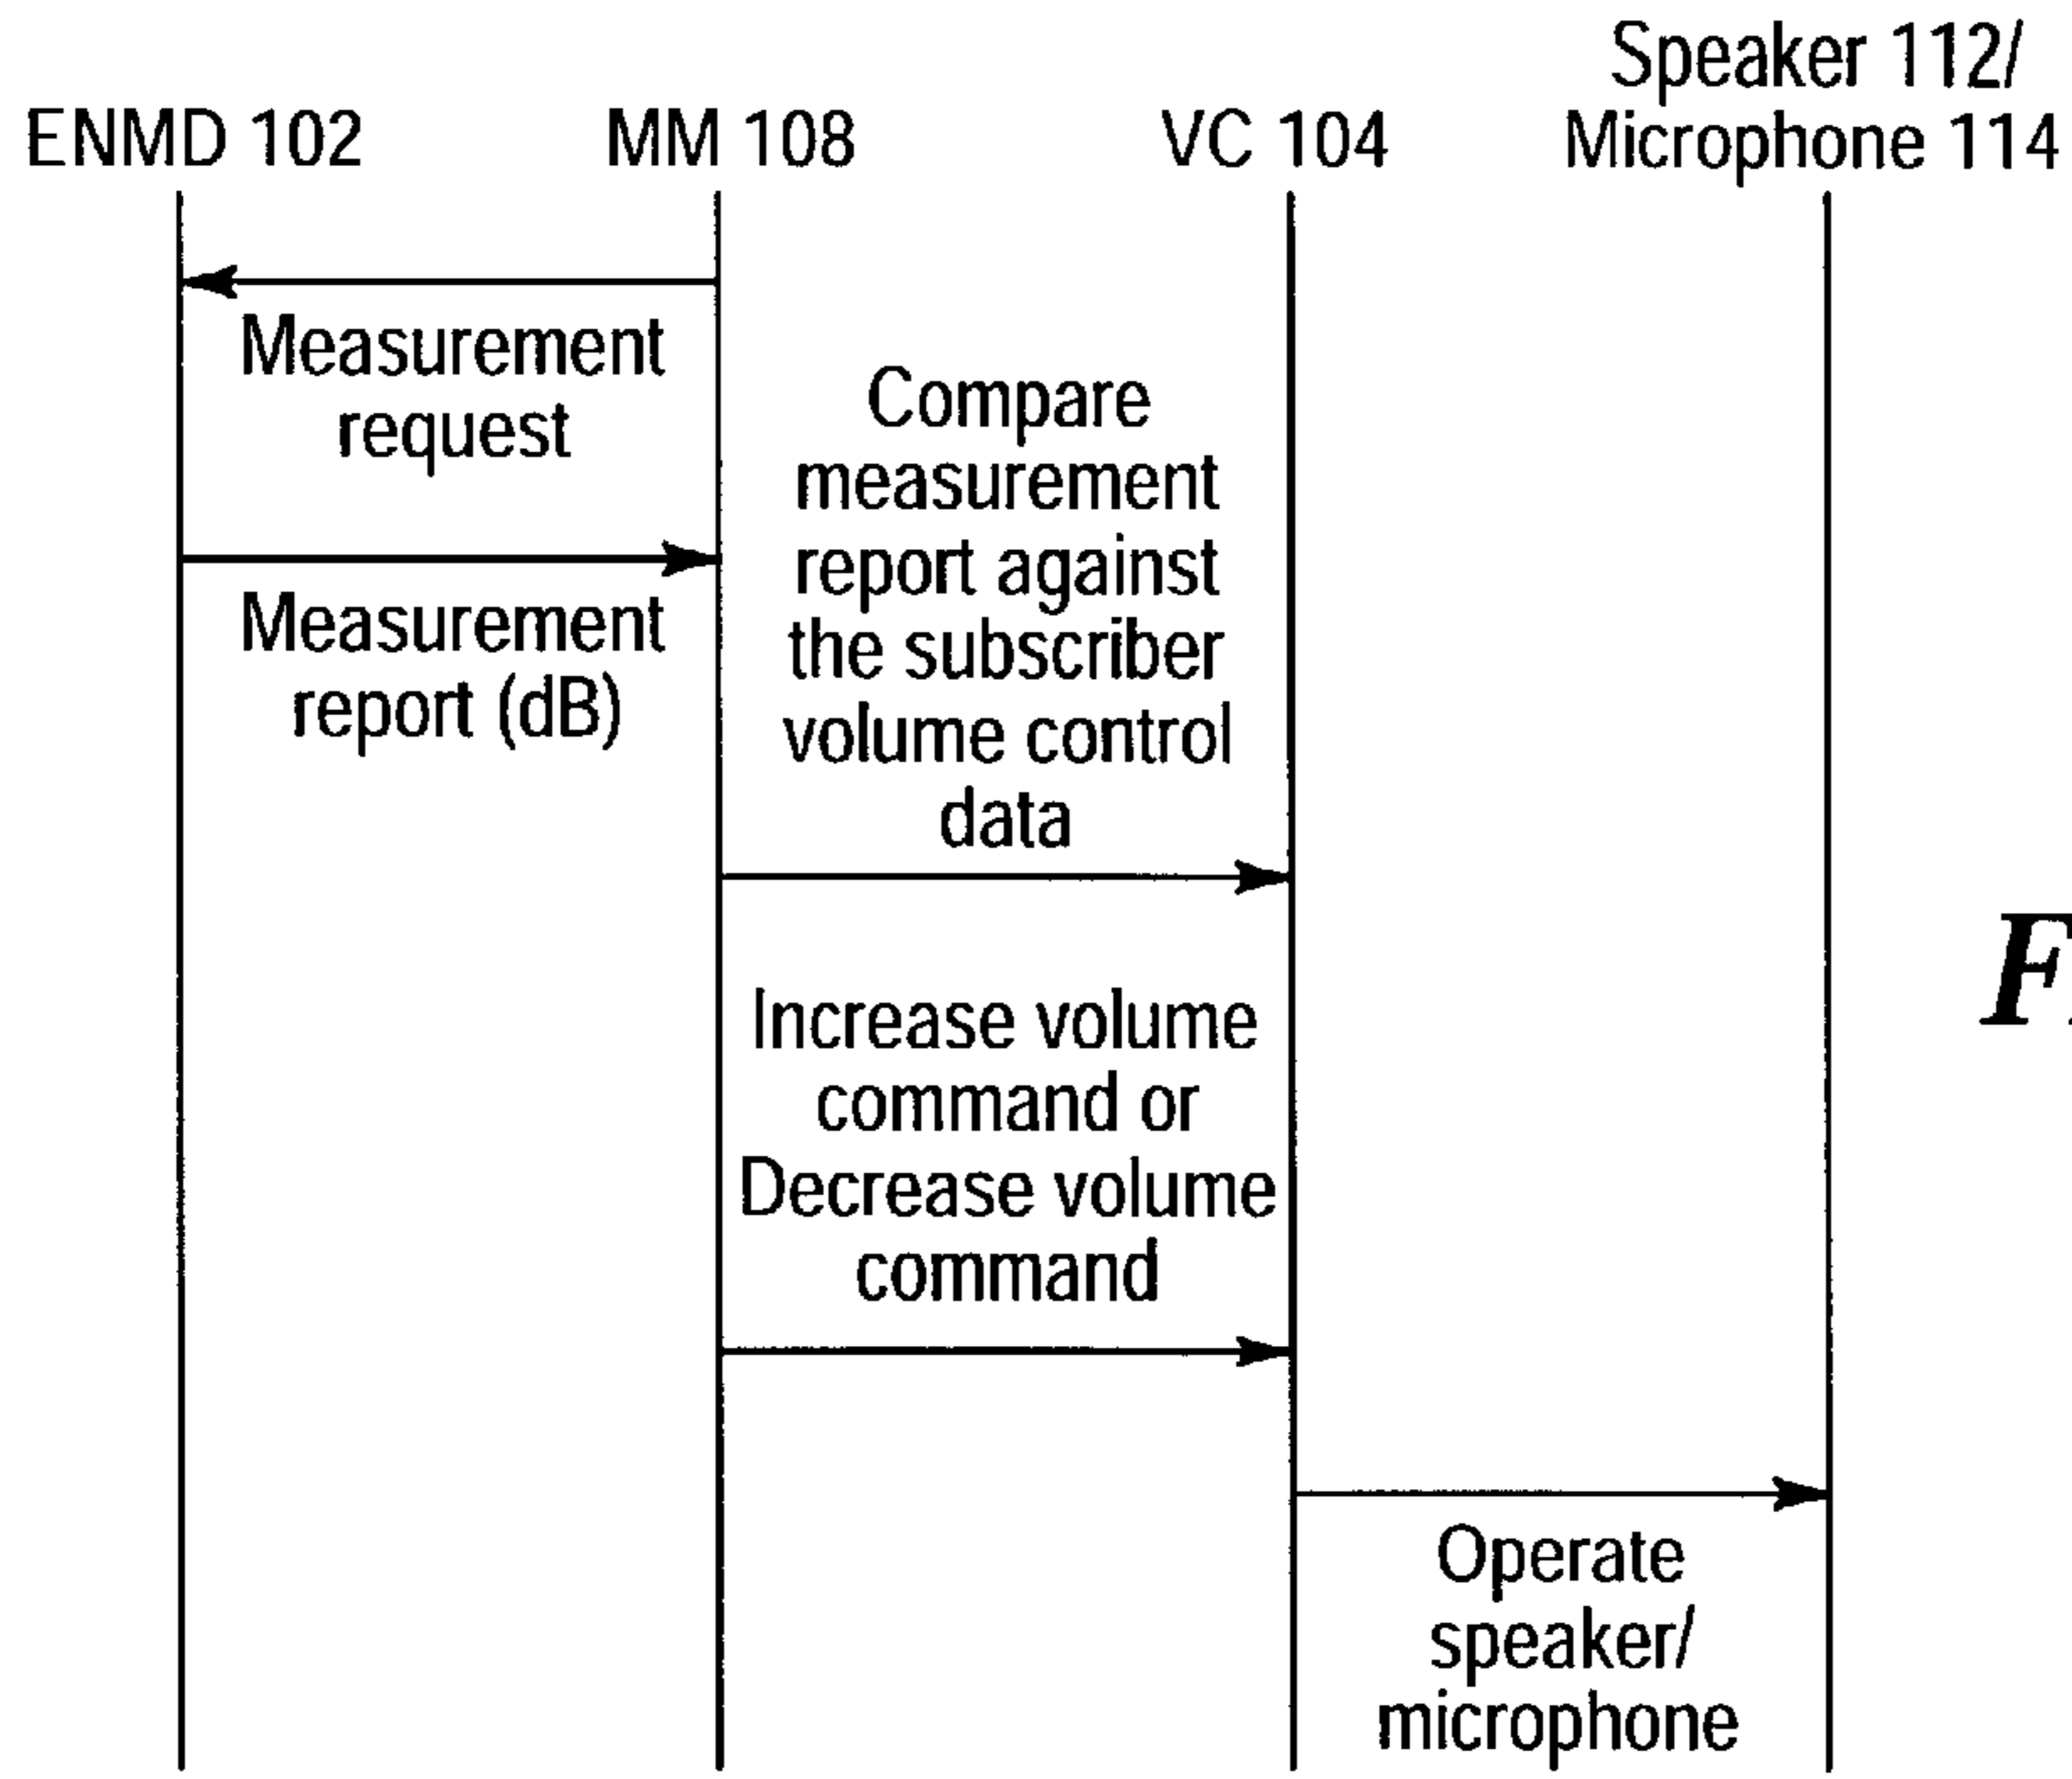 Speaker 112/
ENMD 102 MM 108 VC 104 Microphone 114
Measurement
request
Measurement
report (dB)
Compare
measurement
report against
the subscriber
volume control
data
Increase volume
command or
Decrease volume
command
Operate
speaker/
microphone
F